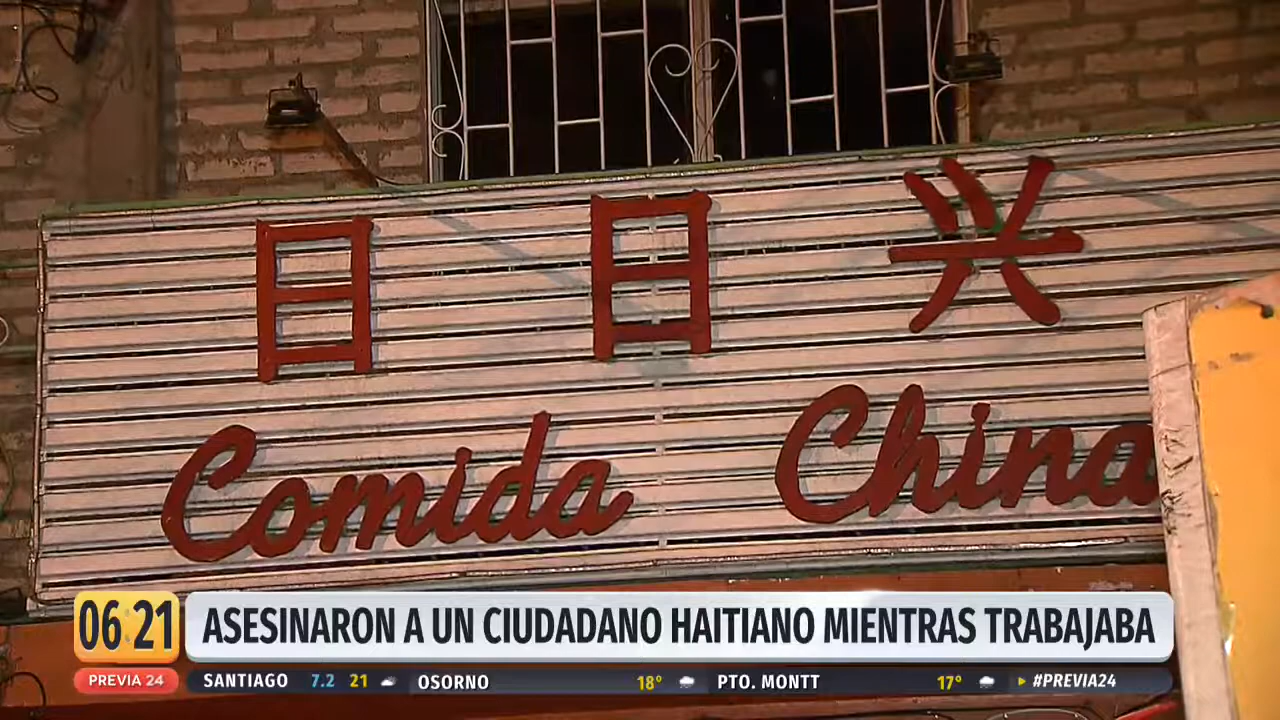 日日兴
Comida China
06:21
ASESINARON A UN CIUDADANO HAITIANO MIENTRAS TRABAJABA
PREVIA 24
SANTIAGO 7.2 21 OSORNO 18° PTO. MONTT 17° #PREVIA24